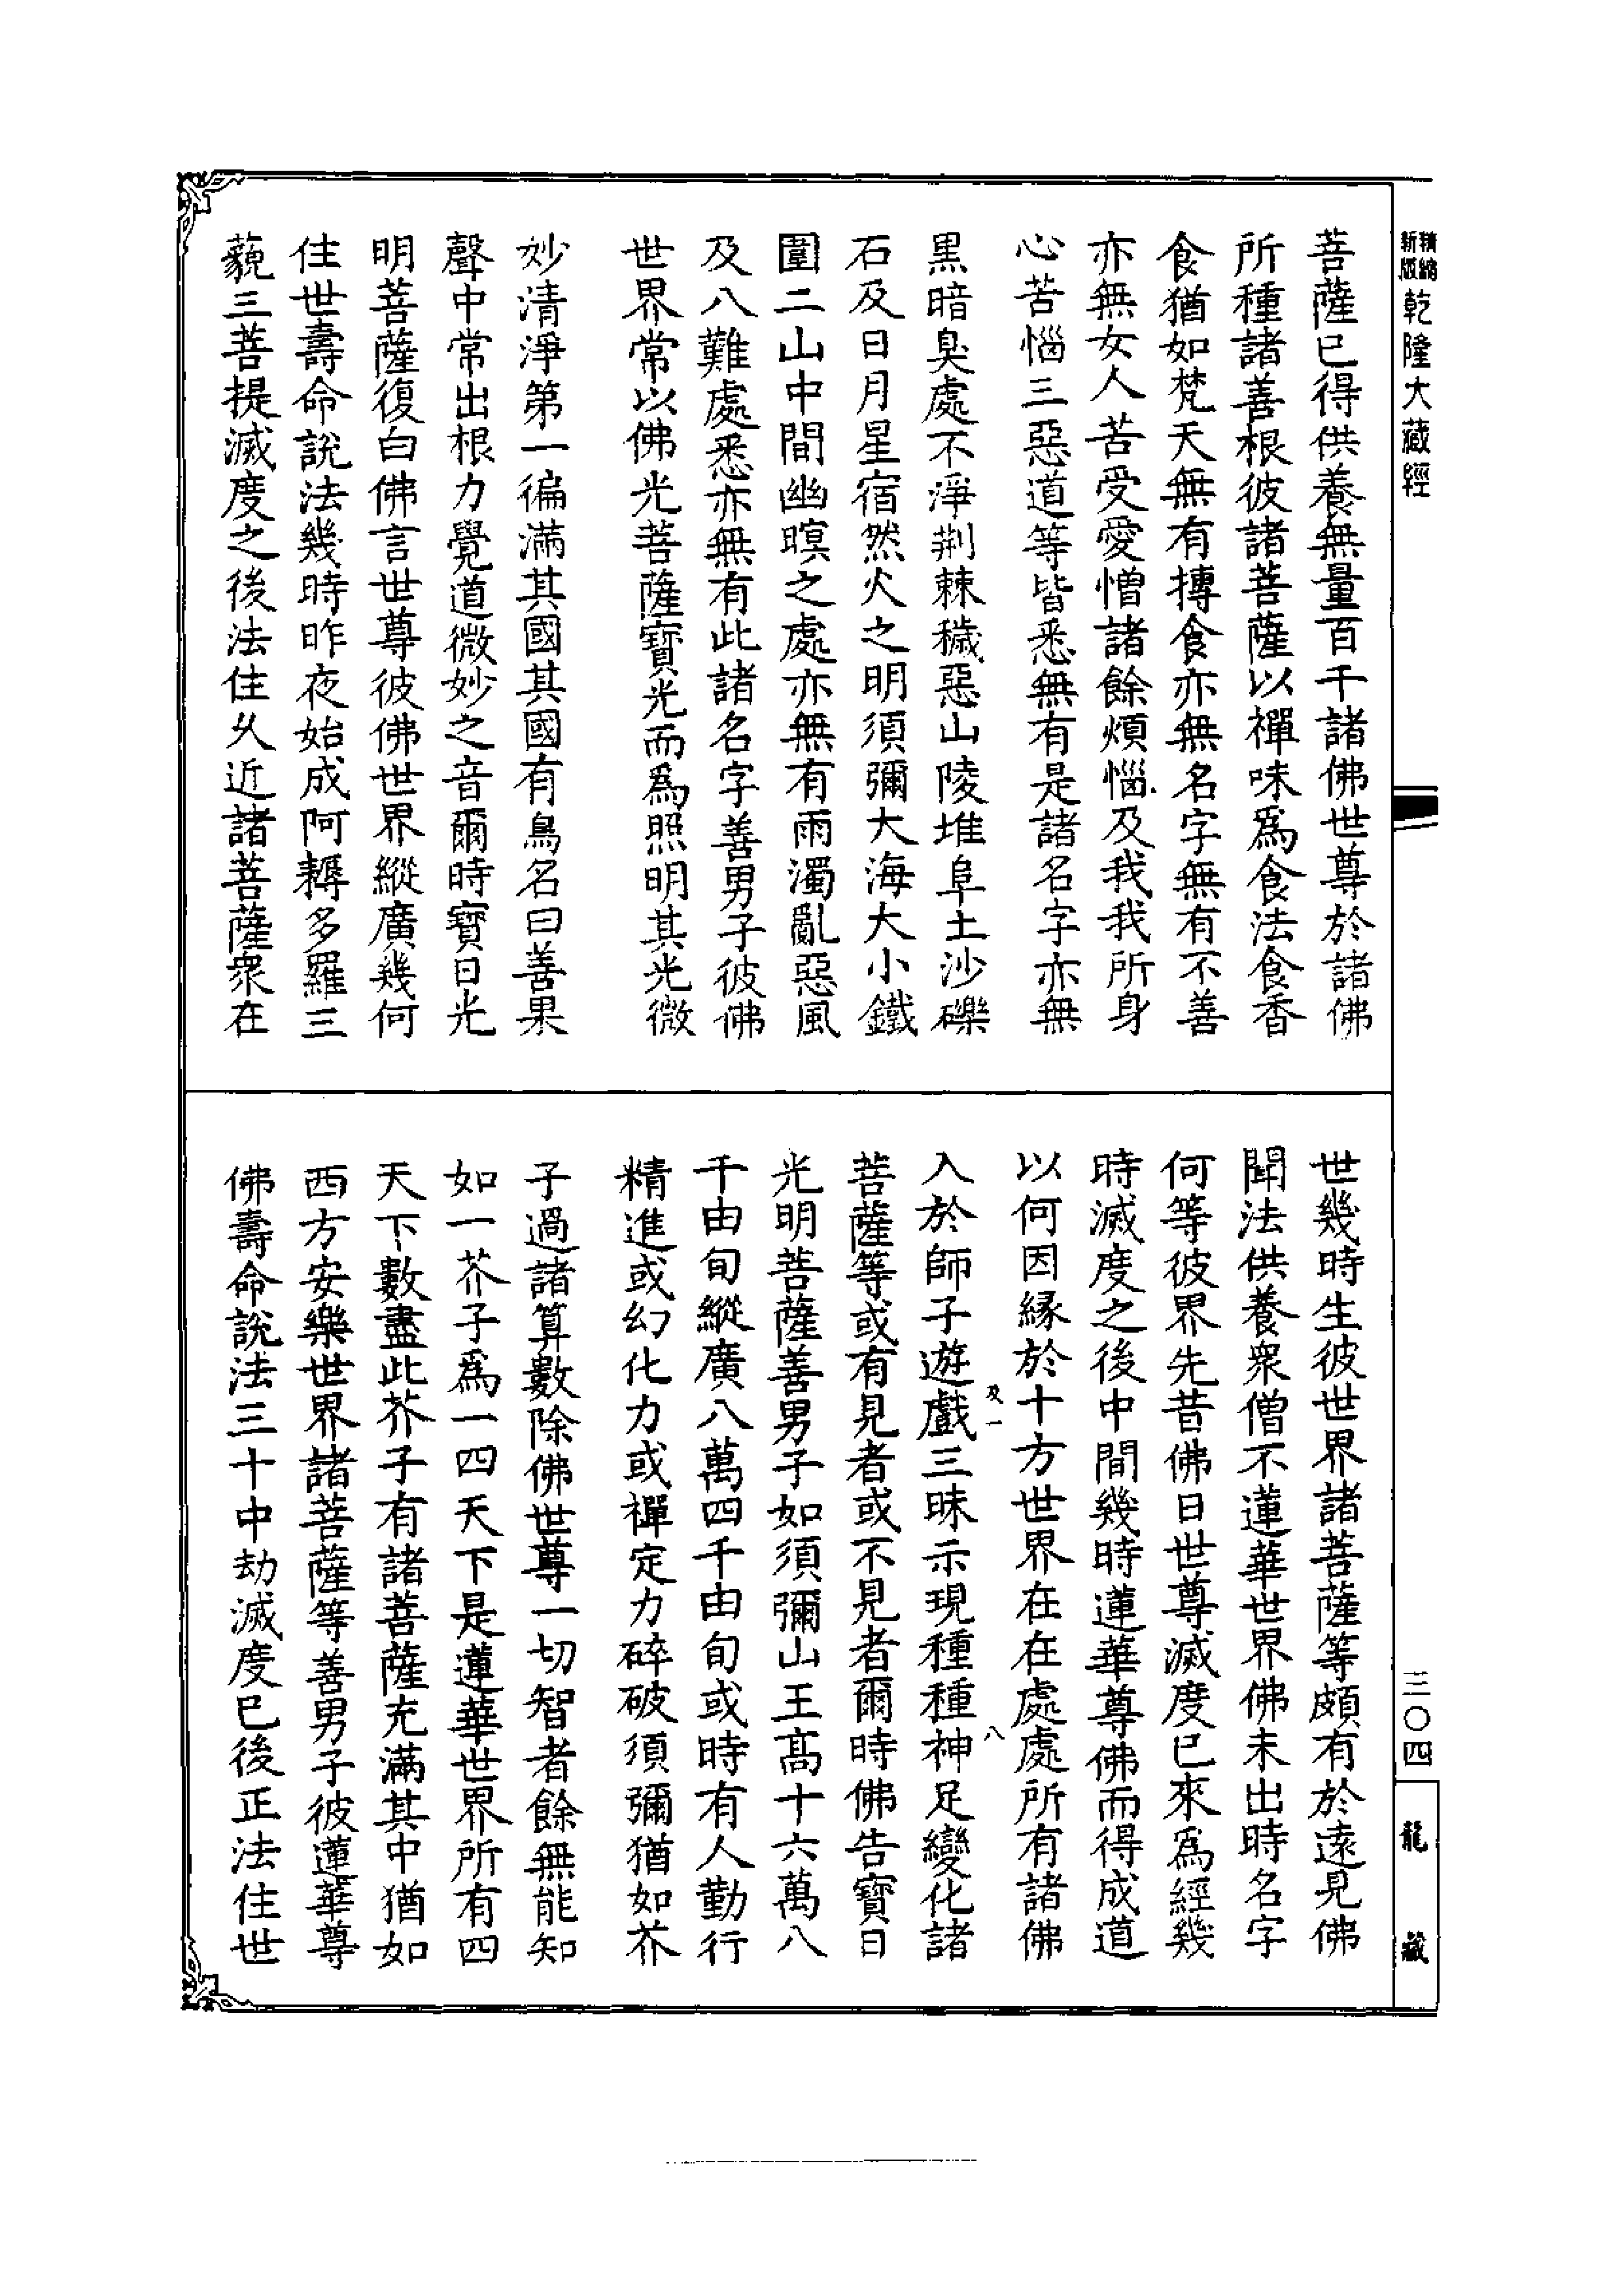 精縮
新版
乾隆大藏經
三〇四
龍藏
菩薩已得供養無量百千諸佛世尊於諸佛
所種諸善根彼諸菩薩以禪味爲食法食香
食猶如梵天無有摶食亦無名字無有不善
亦無女人苦受愛憎諸餘煩惱及我我所身
心苦惱三惡道等皆悉無有是諸名字亦無
黑暗臭處不淨荆棘穢惡山陵堆阜土沙礫
石及日月星宿然火之明須彌大海大小鐵
圍二山中間幽暝之處亦無有雨濁亂惡風
及八難處悉亦無有此諸名字善男子彼佛
世界常以佛光菩薩寶光而爲照明其光微
妙清淨第一徧滿其國其國有鳥名曰善果
聲中常出根力覺道微妙之音爾時寶日光
明菩薩復白佛言世尊彼佛世界縱廣幾何
住世壽命說法幾時昨夜始成阿耨多羅三
藐三菩提滅度之後法住久近諸菩薩衆在
世幾時生彼世界諸菩薩等頗有於遠見佛
聞法供養衆僧不蓮華世界佛未出時名字
何等彼界先昔佛日世尊滅度已來爲經幾
時滅度之後中間幾時蓮華尊佛而得成道
以何因緣於十方世界在在處處所有諸佛
及一
八
入於師子遊戲三昧示現種種神足變化諸
菩薩等或有見者或不見者爾時佛告寶日
光明菩薩善男子如須彌山王高十六萬八
千由旬縱廣八萬四千由旬或時有人勤行
精進或幻化力或禪定力碎破須彌猶如芥
子過諸算數除佛世尊一切智者餘無能知
如一芥子爲一四天下是蓮華世界所有四
天下數盡此芥子有諸菩薩充滿其中猶如
西方安樂世界諸菩薩等善男子彼蓮華尊
佛壽命說法三十中劫滅度已後正法住世